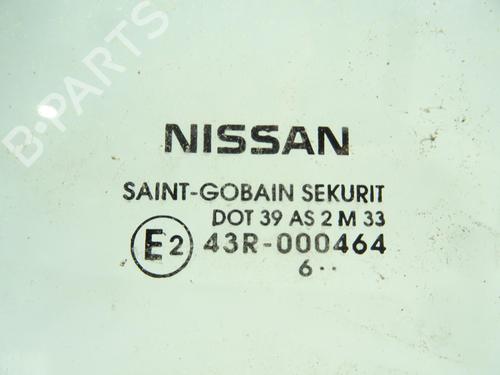 B-PARTS
NISSAN
SAINT-GOBAIN SEKURIT
DOT 39 AS 2 M 33
E2 43R-000464
6··